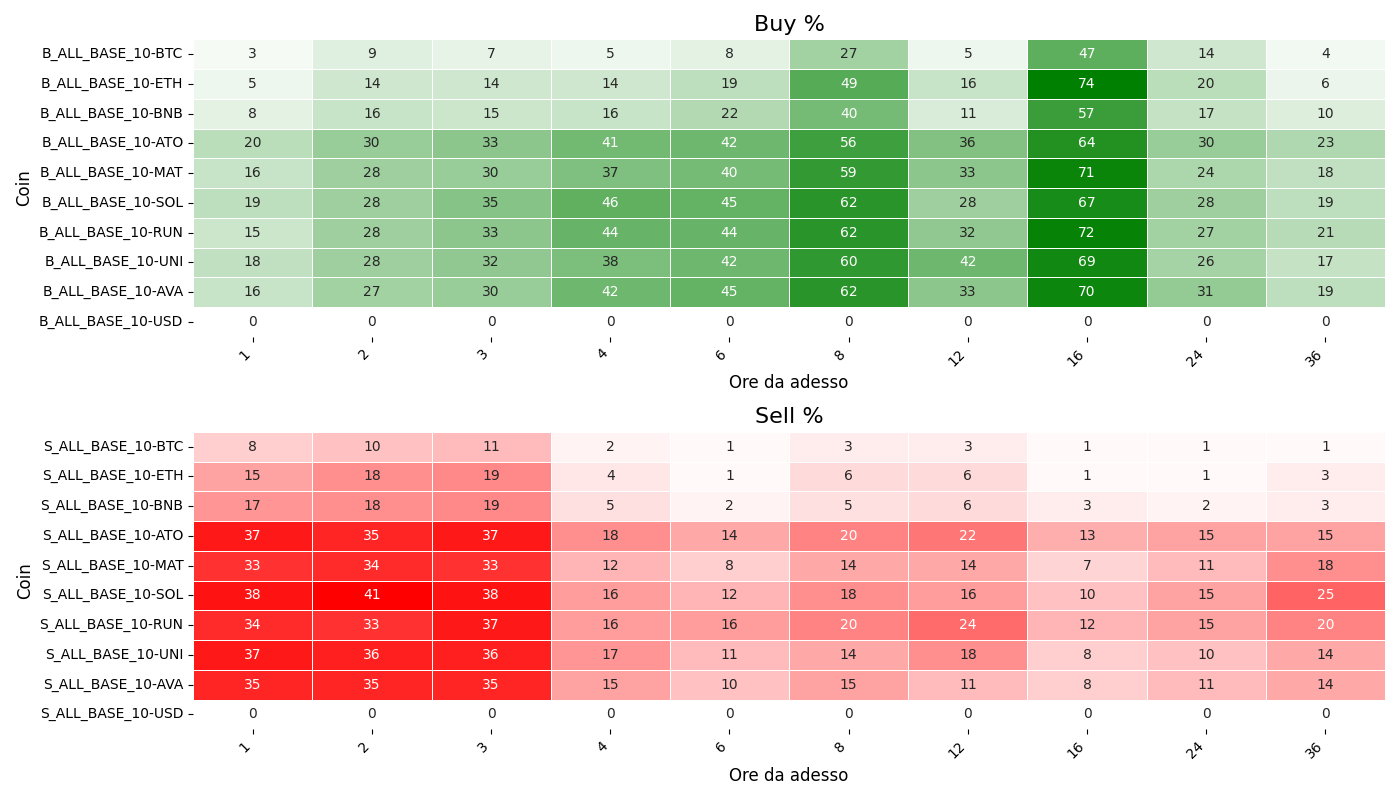 Buy %
Coin
B_ALL_BASE_10-BTC 3 9 7 5 8 27 5 47 14 4
B_ALL_BASE_10-ETH 5 14 14 14 19 49 16 74 20 6
B_ALL_BASE_10-BNB 8 16 15 16 22 40 11 57 17 10
B_ALL_BASE_10-ATO 20 30 33 41 42 56 36 64 30 23
B_ALL_BASE_10-MAT 16 28 30 37 40 59 33 71 24 18
B_ALL_BASE_10-SOL 19 28 35 46 45 62 28 67 28 19
B_ALL_BASE_10-RUN 15 28 33 44 44 62 32 72 27 21
B_ALL_BASE_10-UNI 18 28 32 38 42 60 42 69 26 17
B_ALL_BASE_10-AVA 16 27 30 42 45 62 33 70 31 19
B_ALL_BASE_10-USD 0 0 0 0 0 0 0 0 0 0
1 2 3 4 6 8 12 16 24 36
Ore da adesso
Sell %
Coin
S_ALL_BASE_10-BTC 8 10 11 2 1 3 3 1 1 1
S_ALL_BASE_10-ETH 15 18 19 4 1 6 6 1 1 3
S_ALL_BASE_10-BNB 17 18 19 5 2 5 6 3 2 3
S_ALL_BASE_10-ATO 37 35 37 18 14 20 22 13 15 15
S_ALL_BASE_10-MAT 33 34 33 12 8 14 14 7 11 18
S_ALL_BASE_10-SOL 38 41 38 16 12 18 16 10 15 25
S_ALL_BASE_10-RUN 34 33 37 16 16 20 24 12 15 20
S_ALL_BASE_10-UNI 37 36 36 17 11 14 18 8 10 14
S_ALL_BASE_10-AVA 35 35 35 15 10 15 11 8 11 14
S_ALL_BASE_10-USD 0 0 0 0 0 0 0 0 0 0
1 2 3 4 6 8 12 16 24 36
Ore da adesso